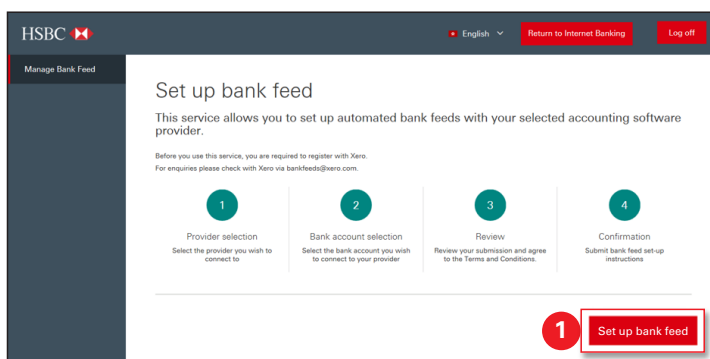 HSBC
English
Return to Internet Banking
Log off
Manage Bank Feed
Set up bank feed
This service allows you to set up automated bank feeds with your selected accounting software
provider.
Before you use this service, you are required to register with Xero.
For enquiries please check with Xero via bankfeeds@xero.com.
1
Provider selection
Select the provider you wish to
connect to
2
Bank account selection
Select the bank account you wish
to connect to your provider
3
Review
Review your submission and agree
to the Terms and Conditions.
4
Confirmation
Submit bank feed set-up
instructions
1
Set up bank feed